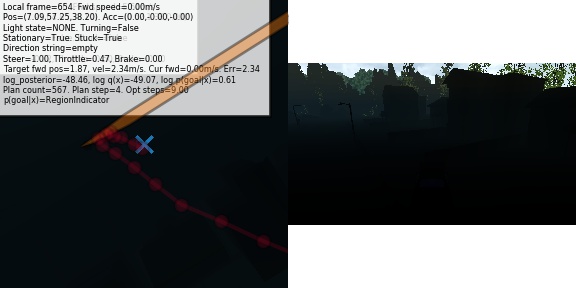 Local frame=654. Fwd speed=0.00m/s
Pos=(7.09,57.25,38.20). Acc=(0.00,-0.00,-0.00)
Light state=NONE. Turning=False
Stationary=True. Stuck=True
Direction string=empty
Steer=1.00, Throttle=0.47, Brake=0.00
Target fwd pos=1.87, vel=2.34m/s. Cur fwd=0.00m/s. Err=2.34
log_posterior=-48.46, log q(x)=-49.07, log p(goal|x)=0.61
Plan count=567. Plan step=4. Opt steps=9.00
p(goal|x)=RegionIndicator